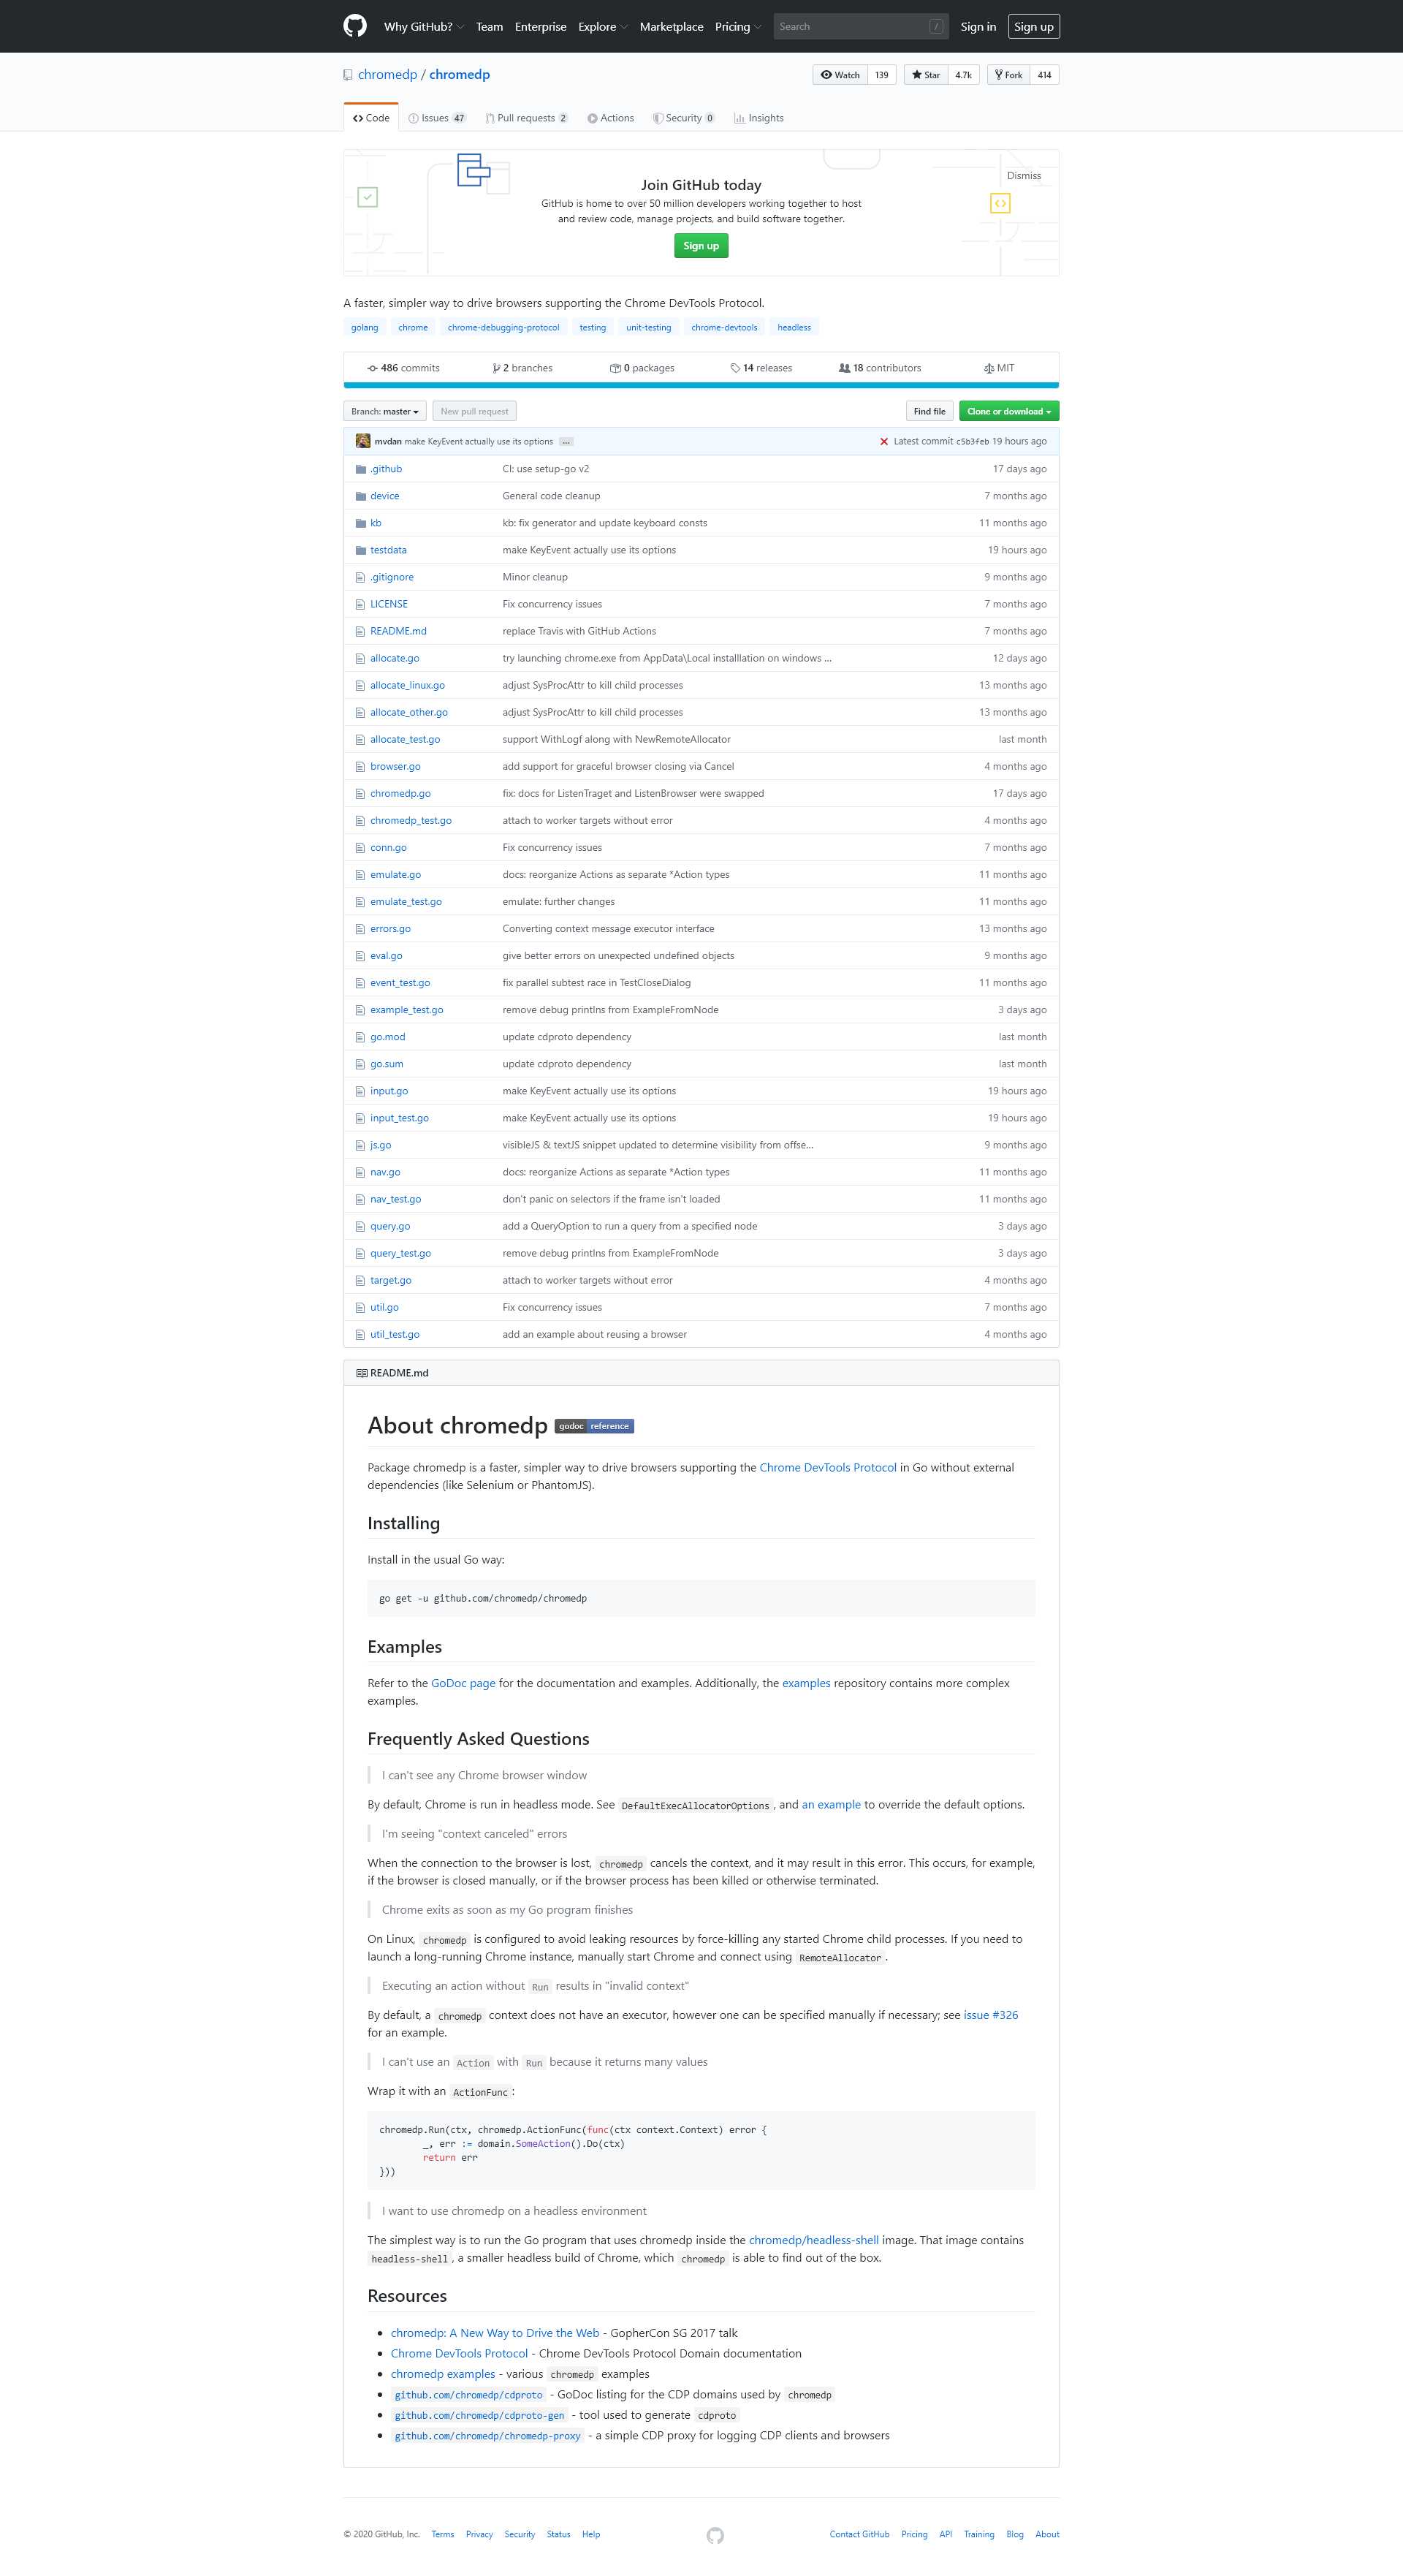 Why GitHub? Team Enterprise Explore Marketplace Pricing Search / Sign in Sign up
chromedp / chromedp Watch 139 Star 4.7k Fork 414
Code Issues 47 Pull requests 2 Actions Security 0 Insights
Dismiss
Join GitHub today
GitHub is home to over 50 million developers working together to host
and review code, manage projects, and build software together.
Sign up
A faster, simpler way to drive browsers supporting the Chrome DevTools Protocol.
golang chrome chrome-debugging-protocol testing unit-testing chrome-devtools headless
486 commits 2 branches 0 packages 14 releases 18 contributors MIT
Branch: master New pull request Find file Clone or download
mvdan make KeyEvent actually use its options … Latest commit c5b3feb 19 hours ago
.github CI: use setup-go v2 17 days ago
device General code cleanup 7 months ago
kb kb: fix generator and update keyboard consts 11 months ago
testdata make KeyEvent actually use its options 19 hours ago
.gitignore Minor cleanup 9 months ago
LICENSE Fix concurrency issues 7 months ago
README.md replace Travis with GitHub Actions 7 months ago
allocate.go try launching chrome.exe from AppData\Local installlation on windows … 12 days ago
allocate_linux.go adjust SysProcAttr to kill child processes 13 months ago
allocate_other.go adjust SysProcAttr to kill child processes 13 months ago
allocate_test.go support WithLogf along with NewRemoteAllocator last month
browser.go add support for graceful browser closing via Cancel 4 months ago
chromedp.go fix: docs for ListenTraget and ListenBrowser were swapped 17 days ago
chromedp_test.go attach to worker targets without error 4 months ago
conn.go Fix concurrency issues 7 months ago
emulate.go docs: reorganize Actions as separate *Action types 11 months ago
emulate_test.go emulate: further changes 11 months ago
errors.go Converting context message executor interface 13 months ago
eval.go give better errors on unexpected undefined objects 9 months ago
event_test.go fix parallel subtest race in TestCloseDialog 11 months ago
example_test.go remove debug printlns from ExampleFromNode 3 days ago
go.mod update cdproto dependency last month
go.sum update cdproto dependency last month
input.go make KeyEvent actually use its options 19 hours ago
input_test.go make KeyEvent actually use its options 19 hours ago
js.go visibleJS & textJS snippet updated to determine visibility from offse… 9 months ago
nav.go docs: reorganize Actions as separate *Action types 11 months ago
nav_test.go don't panic on selectors if the frame isn't loaded 11 months ago
query.go add a QueryOption to run a query from a specified node 3 days ago
query_test.go remove debug printlns from ExampleFromNode 3 days ago
target.go attach to worker targets without error 4 months ago
util.go Fix concurrency issues 7 months ago
util_test.go add an example about reusing a browser 4 months ago
README.md
About chromedp godoc reference
Package chromedp is a faster, simpler way to drive browsers supporting the Chrome DevTools Protocol in Go without external
dependencies (like Selenium or PhantomJS).
Installing
Install in the usual Go way:
go get -u github.com/chromedp/chromedp
Examples
Refer to the GoDoc page for the documentation and examples. Additionally, the examples repository contains more complex
examples.
Frequently Asked Questions
I can't see any Chrome browser window
By default, Chrome is run in headless mode. See DefaultExecAllocatorOptions, and an example to override the default options.
I'm seeing "context canceled" errors
When the connection to the browser is lost, chromedp cancels the context, and it may result in this error. This occurs, for example,
if the browser is closed manually, or if the browser process has been killed or otherwise terminated.
Chrome exits as soon as my Go program finishes
On Linux, chromedp is configured to avoid leaking resources by force-killing any started Chrome child processes. If you need to
launch a long-running Chrome instance, manually start Chrome and connect using RemoteAllocator.
Executing an action without Run results in "invalid context"
By default, a chromedp context does not have an executor, however one can be specified manually if necessary; see issue #326
for an example.
I can't use an Action with Run because it returns many values
Wrap it with an ActionFunc:
chromedp.Run(ctx, chromedp.ActionFunc(func(ctx context.Context) error {
_, err := domain.SomeAction().Do(ctx)
return err
}))
I want to use chromedp on a headless environment
The simplest way is to run the Go program that uses chromedp inside the chromedp/headless-shell image. That image contains
headless-shell, a smaller headless build of Chrome, which chromedp is able to find out of the box.
Resources
• chromedp: A New Way to Drive the Web - GopherCon SG 2017 talk
• Chrome DevTools Protocol - Chrome DevTools Protocol Domain documentation
• chromedp examples - various chromedp examples
• github.com/chromedp/cdproto - GoDoc listing for the CDP domains used by chromedp
• github.com/chromedp/cdproto-gen - tool used to generate cdproto
• github.com/chromedp/chromedp-proxy - a simple CDP proxy for logging CDP clients and browsers
© 2020 GitHub, Inc. Terms Privacy Security Status Help Contact GitHub Pricing API Training Blog About